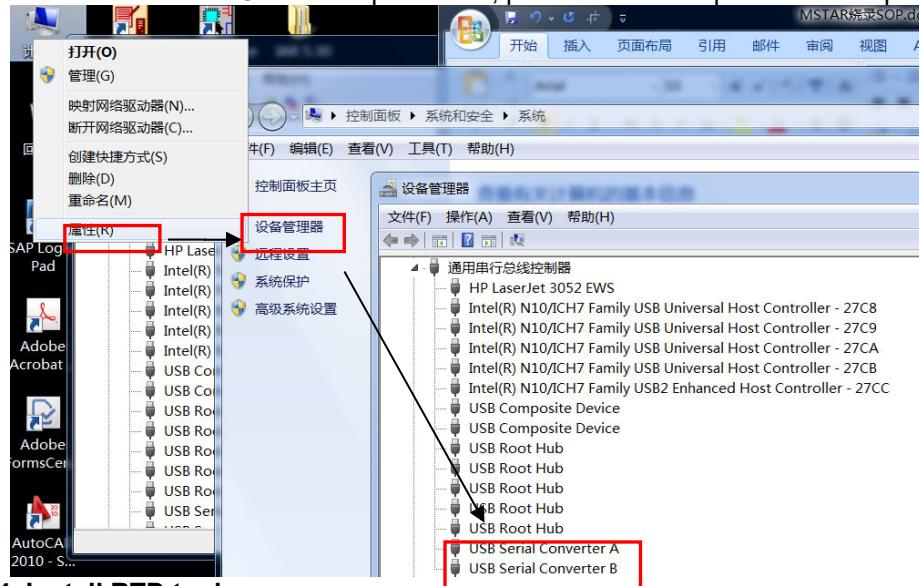 MSTAR烧录SOP.do
开始 插入 页面布局 引用 邮件 审阅 视图
打开(O)
管理(G)
映射网络驱动器(N)...
断开网络驱动器(C)...
创建快捷方式(S)
删除(D)
重命名(M)
属性(R)
控制面板 ▸ 系统和安全 ▸ 系统
编辑(E) 查看(V) 工具(T) 帮助(H)
控制面板主页
设备管理器
远程设置
系统保护
高级系统设置
设备管理器
文件(F) 操作(A) 查看(V) 帮助(H)
通用串行总线控制器
HP LaserJet 3052 EWS
Intel(R) N10/ICH7 Family USB Universal Host Controller - 27C8
Intel(R) N10/ICH7 Family USB Universal Host Controller - 27C9
Intel(R) N10/ICH7 Family USB Universal Host Controller - 27CA
Intel(R) N10/ICH7 Family USB Universal Host Controller - 27CB
Intel(R) N10/ICH7 Family USB2 Enhanced Host Controller - 27CC
USB Composite Device
USB Composite Device
USB Root Hub
USB Root Hub
USB Root Hub
USB Root Hub
USB Root Hub
USB Serial Converter A
USB Serial Converter B
HP Lase
Intel(R)
Intel(R)
Intel(R)
Intel(R)
Intel(R)
USB Co
USB Co
USB Ro
USB Ro
USB Ro
USB Ro
USB Ro
USB Ser
SAP Log
Pad
Adobe
Acrobat
Adobe
FormsCe
AutoCA
2010 - S...